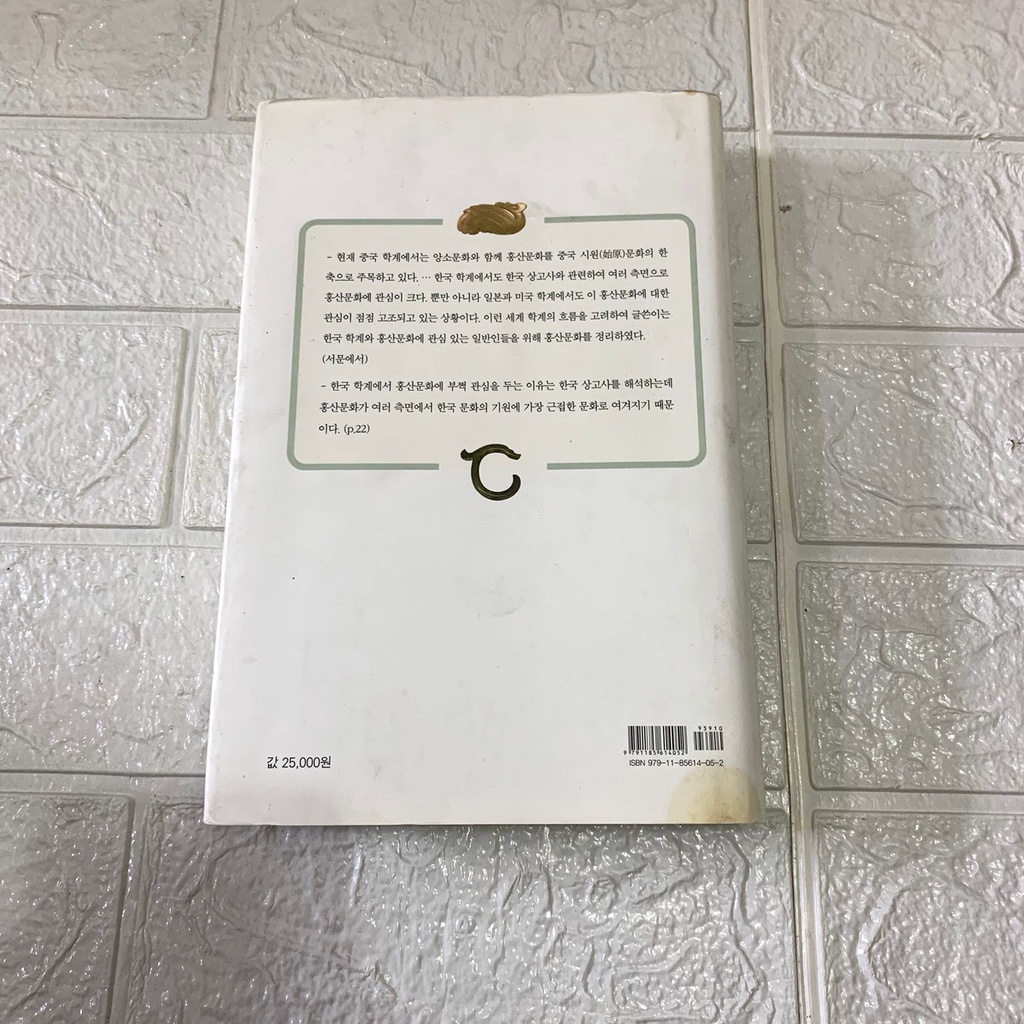 - 현재 중국 학계에서는 앙소문화와 함께 홍산문화를 중국 시원(始原)문화의 한
축으로 주목하고 있다. … 한국 학계에서도 한국 상고사와 관련하여 여러 측면으로
홍산문화에 관심이 크다. 뿐만 아니라 일본과 미국 학계에서도 이 홍산문화에 대한
관심이 점점 고조되고 있는 상황이다. 이런 세계 학계의 흐름을 고려하여 글쓴이는
한국 학계와 홍산문화에 관심 있는 일반인들을 위해 홍산문화를 정리하였다.
(서문에서)
- 한국 학계에서 홍산문화에 부쩍 관심을 두는 이유는 한국 상고사를 해석하는데
홍산문화가 여러 측면에서 한국 문화의 기원에 가장 근접한 문화로 여겨지기 때문
이다. (p.22)
93910
9 791185 614052
값 25,000원
ISBN 979-11-85614-05-2